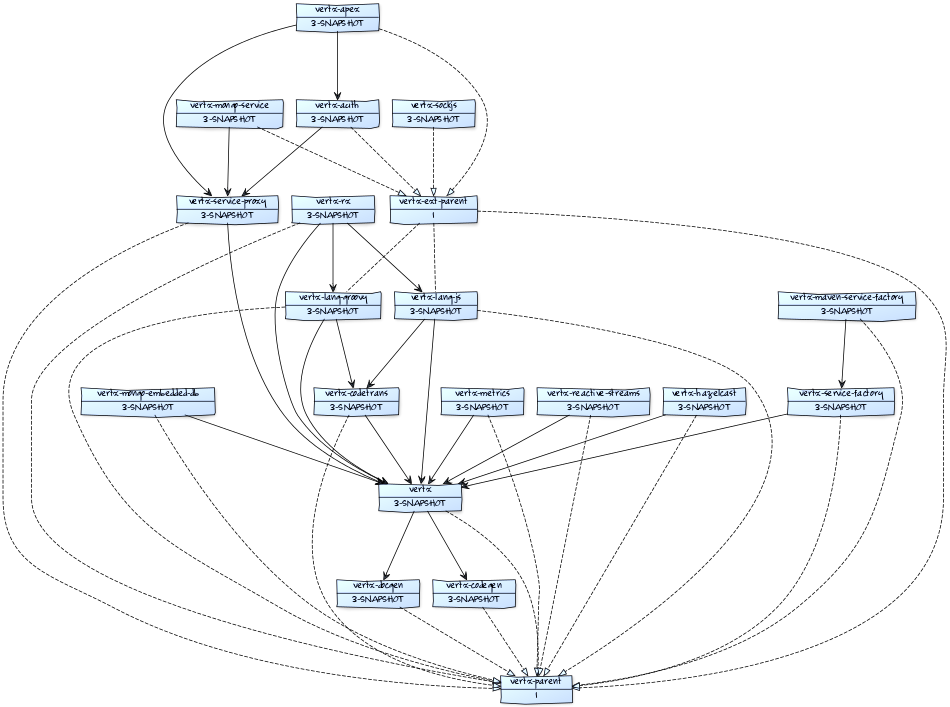 vertx-apex
3-SNAPSHOT
vertx-mongo-service
3-SNAPSHOT
vertx-auth
3-SNAPSHOT
vertx-sockjs
3-SNAPSHOT
vertx-service-proxy
3-SNAPSHOT
vertx-rx
3-SNAPSHOT
vertx-ext-parent
1
vertx-lang-groovy
3-SNAPSHOT
vertx-lang-js
3-SNAPSHOT
vertx-maven-service-factory
3-SNAPSHOT
vertx-mongo-embedded-db
3-SNAPSHOT
vertx-codetrans
3-SNAPSHOT
vertx-metrics
3-SNAPSHOT
vertx-reactive-streams
3-SNAPSHOT
vertx-hazelcast
3-SNAPSHOT
vertx-service-factory
3-SNAPSHOT
vertx
3-SNAPSHOT
vertx-docgen
3-SNAPSHOT
vertx-codegen
3-SNAPSHOT
vertx-parent
1